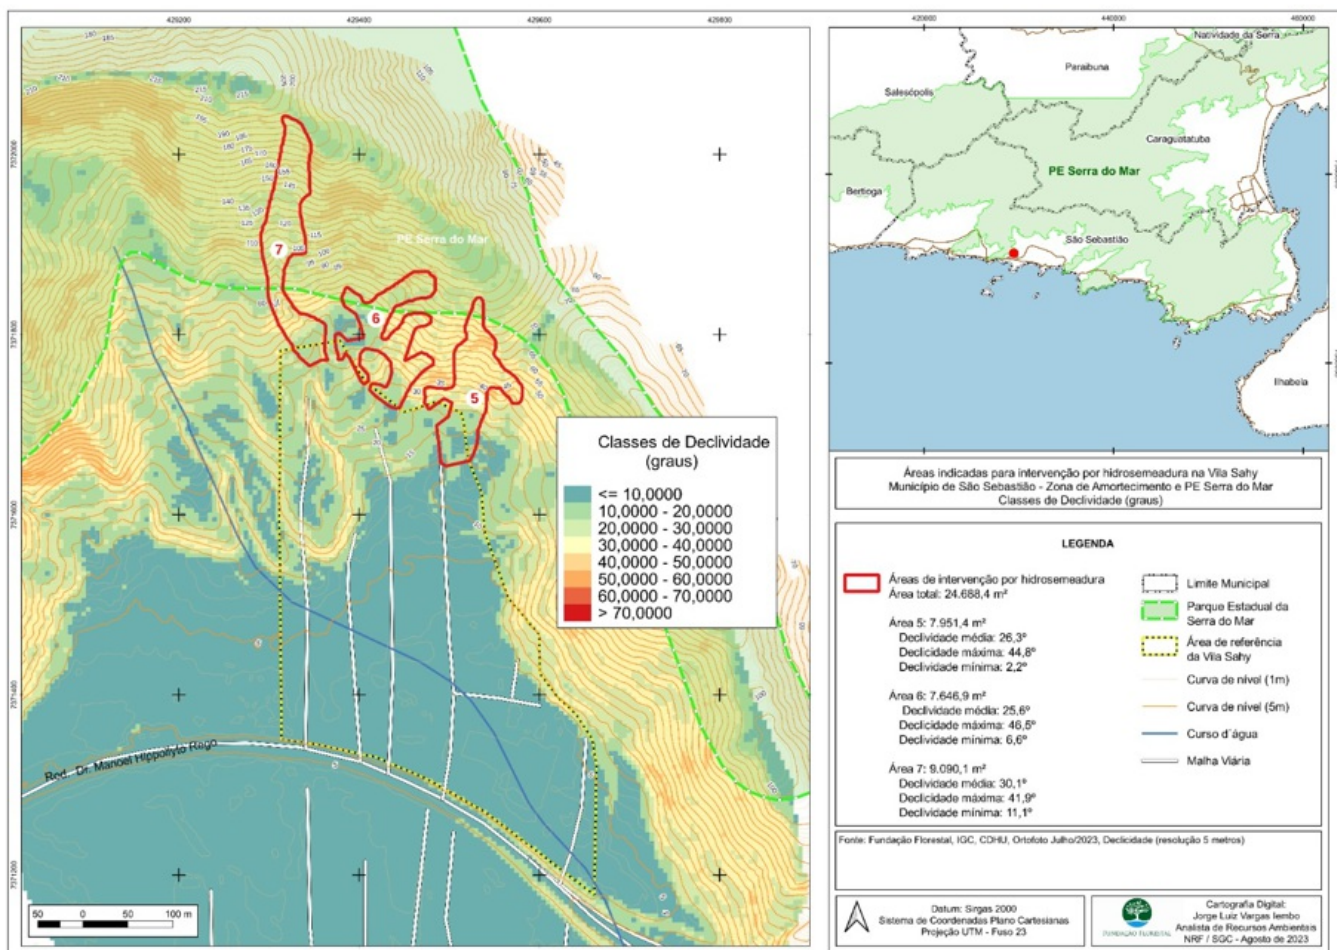 429200
429400
429600
429800
7372000
7371800
7371600
7371400
7371200
PE Serra do Mar
7
6
5
Classes de Declividade
(graus)
<= 10,0000
10,0000 - 20,0000
20,0000 - 30,0000
30,0000 - 40,0000
40,0000 - 50,0000
50,0000 - 60,0000
60,0000 - 70,0000
> 70,0000
Rod. Dr. Manoel Hippollyto Rego
50 0 50 100 m
420000
440000
460000
Natividade da Serra
Paraibuna
Salesópolis
Caraguatatuba
PE Serra do Mar
Bertioga
São Sebastião
Ilhabela
Áreas indicadas para intervenção por hidrosemeadura na Vila Sahy
Município de São Sebastião - Zona de Amortecimento e PE Serra do Mar
Classes de Declividade (graus)
LEGENDA
Áreas de intervenção por hidrosemeadura
Área total: 24.688,4 m²
Área 5: 7.951,4 m²
Declividade média: 26,3º
Declividade máxima: 44,8º
Declividade mínima: 2,2º
Área 6: 7.646,9 m²
Declividade média: 25,6º
Declicidade máxima: 46,5º
Declividade mínima: 6,6º
Área 7: 9.090,1 m²
Declividade média: 30,1º
Declicidade máxima: 41,9º
Declividade mínima: 11,1º
Limite Municipal
Parque Estadual da
Serra do Mar
Área de referência
da Vila Sahy
Curva de nível (1m)
Curva de nível (5m)
Curso d´água
Malha Viária
Fonte: Fundação Florestal, IGC, CDHU, Ortofoto Julho/2023, Declicidade (resolução 5 metros)
Datum: Sirgas 2000
Sistema de Coordenadas Plano Cartesianas
Projeção UTM - Fuso 23
FUNDAÇÃO FLORESTAL
Cartografia Digital:
Jorge Luiz Vargas Iembo
Analista de Recursos Ambientais
NRF / SGC - Agosto de 2023